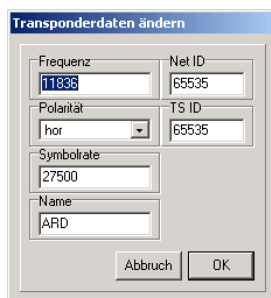 Transponderdaten ändern
Frequenz
Net ID
11836
65535
Polarität
TS ID
hor
65535
Symbolrate
27500
Name
ARD
Abbruch
OK